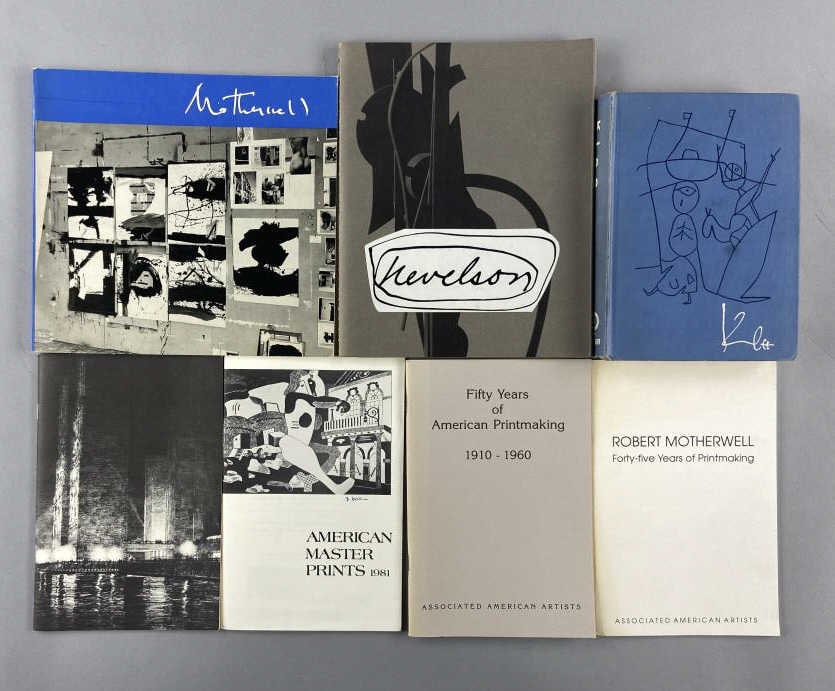 Motherwell
nevelson
Klee
AMERICAN
MASTER
PRINTS 1981
Fifty Years
of
American Printmaking
1910 - 1960
ASSOCIATED AMERICAN ARTISTS
ROBERT MOTHERWELL
Forty-five Years of Printmaking
ASSOCIATED AMERICAN ARTISTS